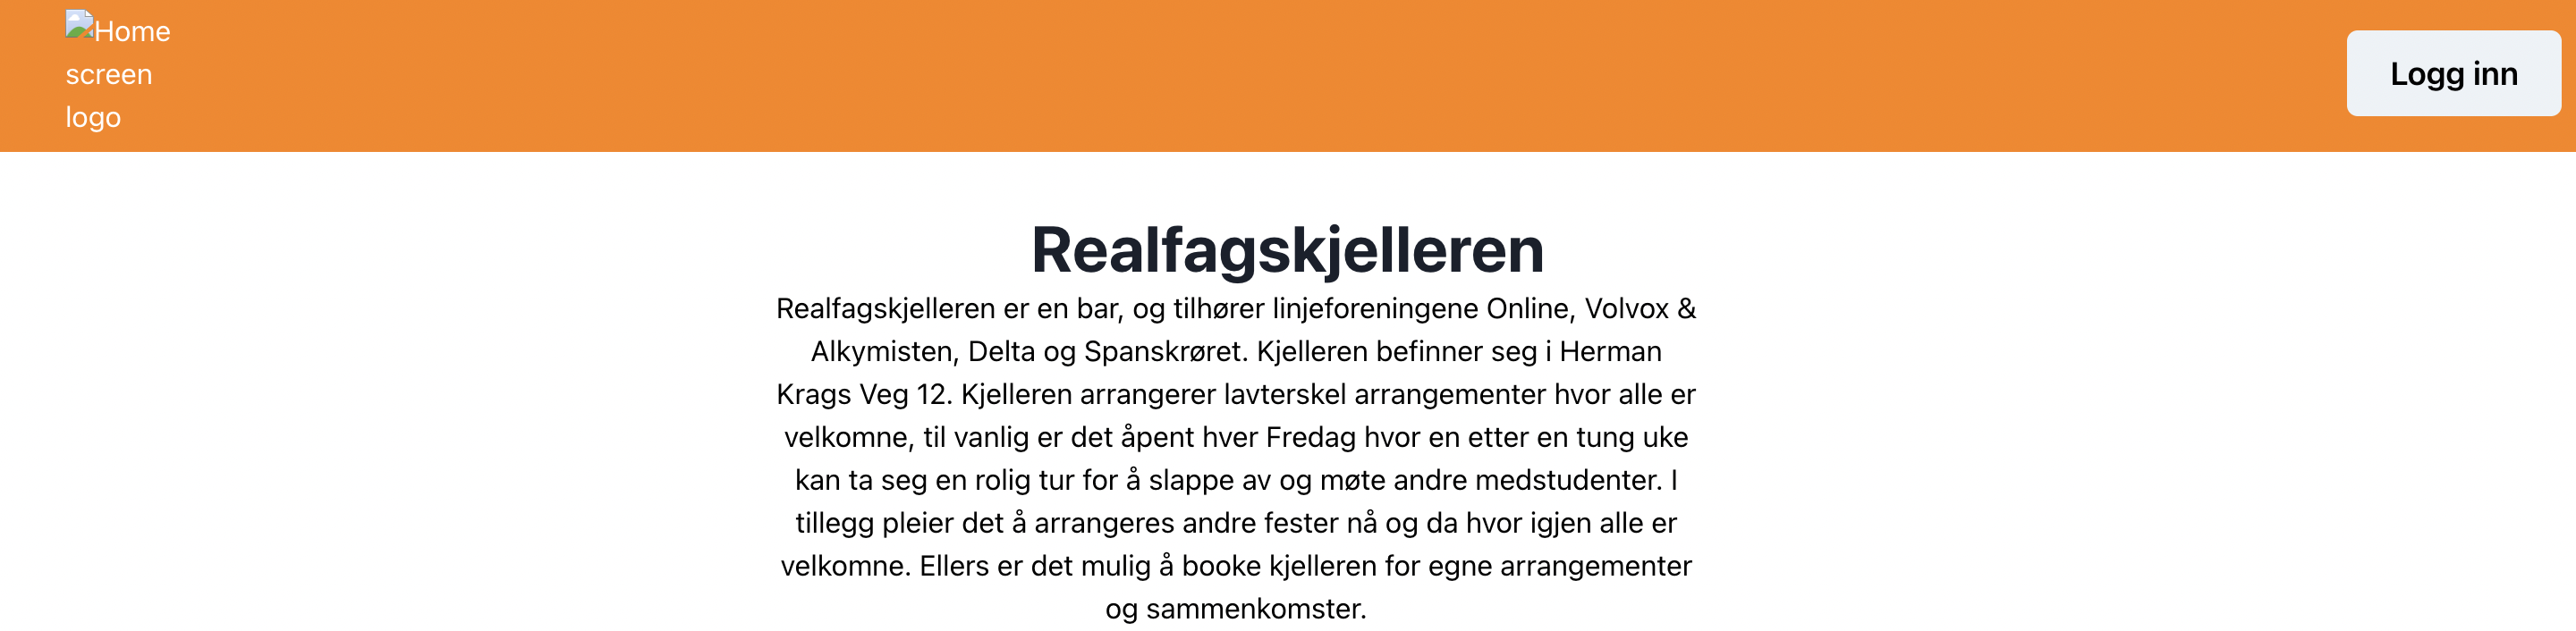 Home
screen
logo
Logg inn
Realfagskjelleren
Realfagskjelleren er en bar, og tilhører linjeforeningene Online, Volvox &
Alkymisten, Delta og Spanskrøret. Kjelleren befinner seg i Herman
Krags Veg 12. Kjelleren arrangerer lavterskel arrangementer hvor alle er
velkomne, til vanlig er det åpent hver Fredag hvor en etter en tung uke
kan ta seg en rolig tur for å slappe av og møte andre medstudenter. I
tillegg pleier det å arrangeres andre fester nå og da hvor igjen alle er
velkomne. Ellers er det mulig å booke kjelleren for egne arrangementer
og sammenkomster.